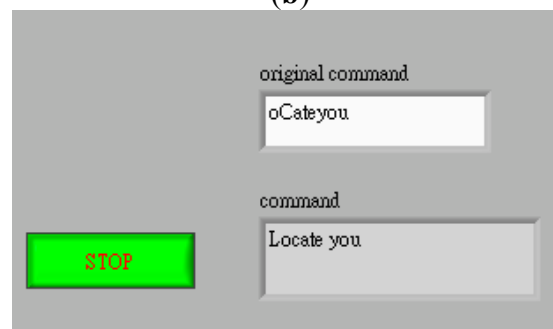 (b)
original command
oCateyou
command
Locate you
STOP